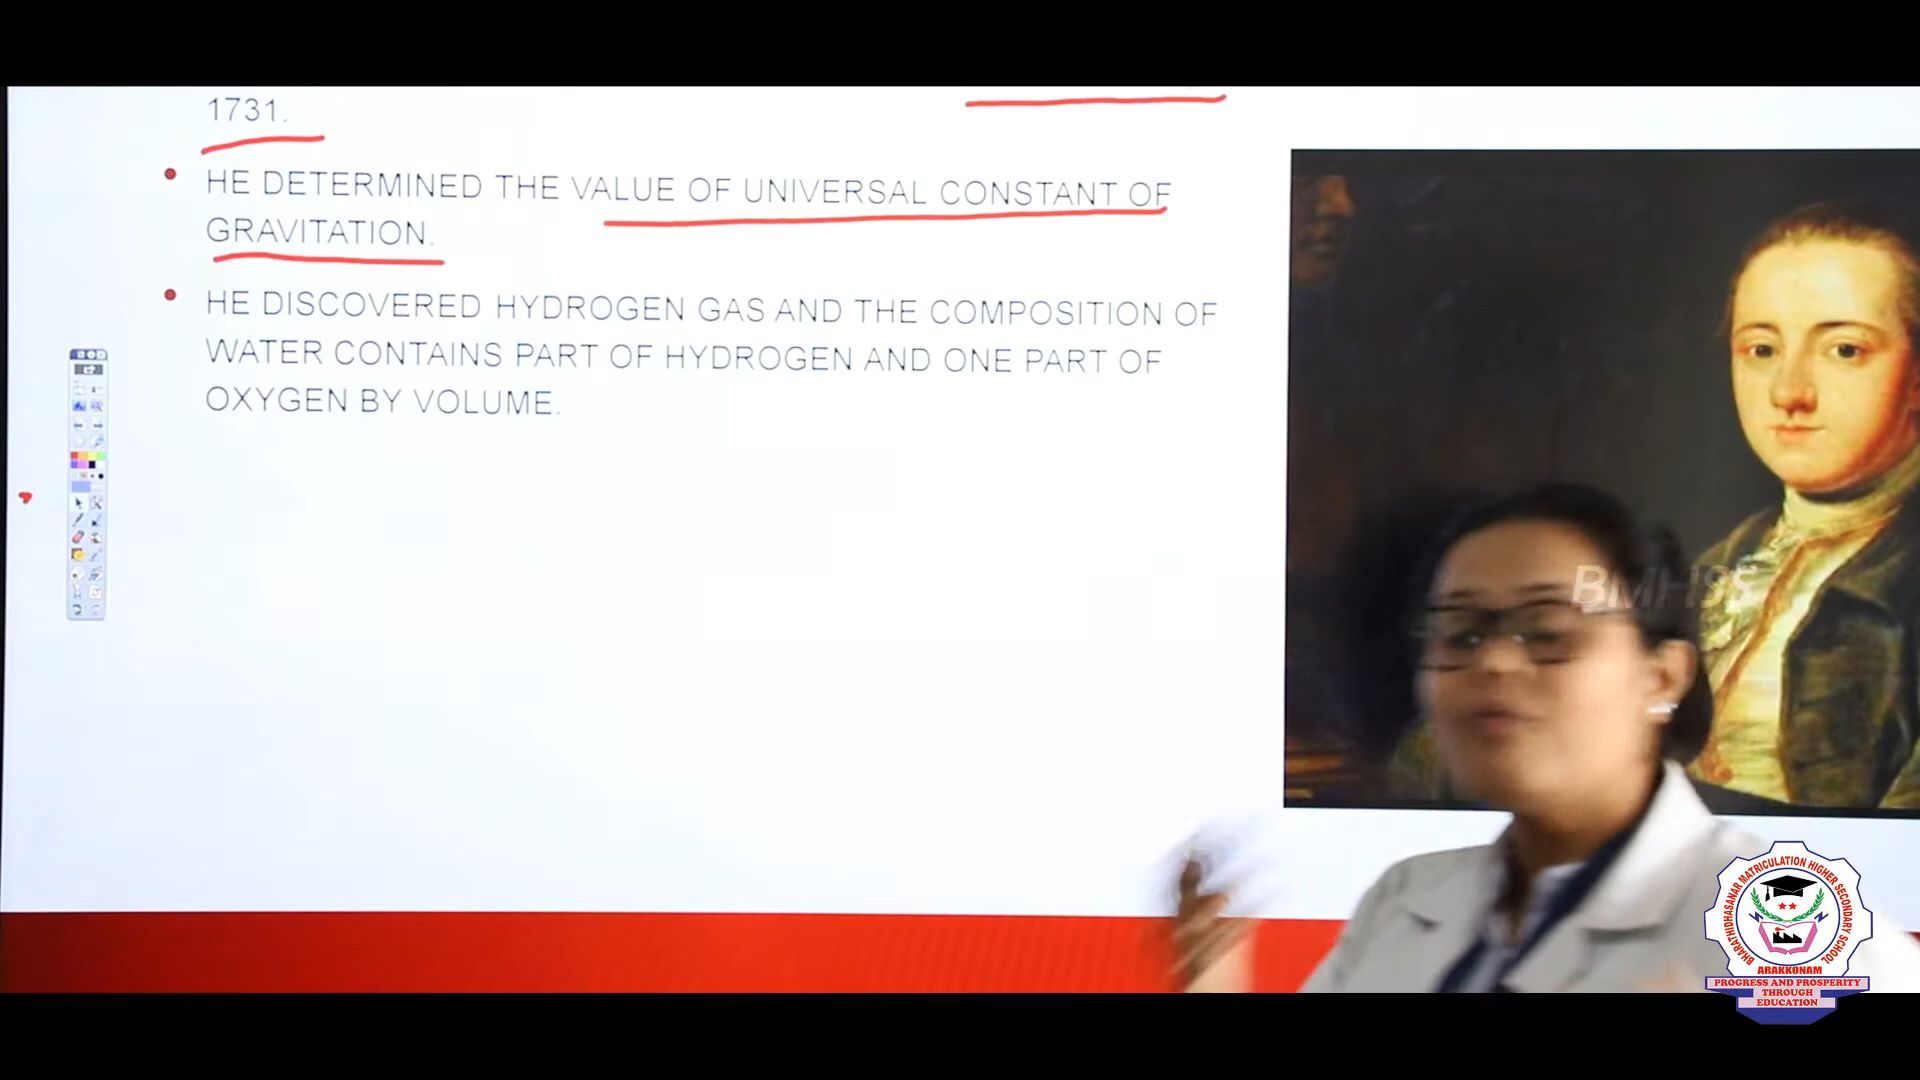 1731.
HE DETERMINED THE VALUE OF UNIVERSAL CONSTANT OF
GRAVITATION.
HE DISCOVERED HYDROGEN GAS AND THE COMPOSITION OF
WATER CONTAINS PART OF HYDROGEN AND ONE PART OF
OXYGEN BY VOLUME.
BMHSS
BHARATHIDHASANAR MATRICULATION HIGHER SECONDARY SCHOOL
ARAKKONAM
PROGRESS AND PROSPERITY
THROUGH
EDUCATION